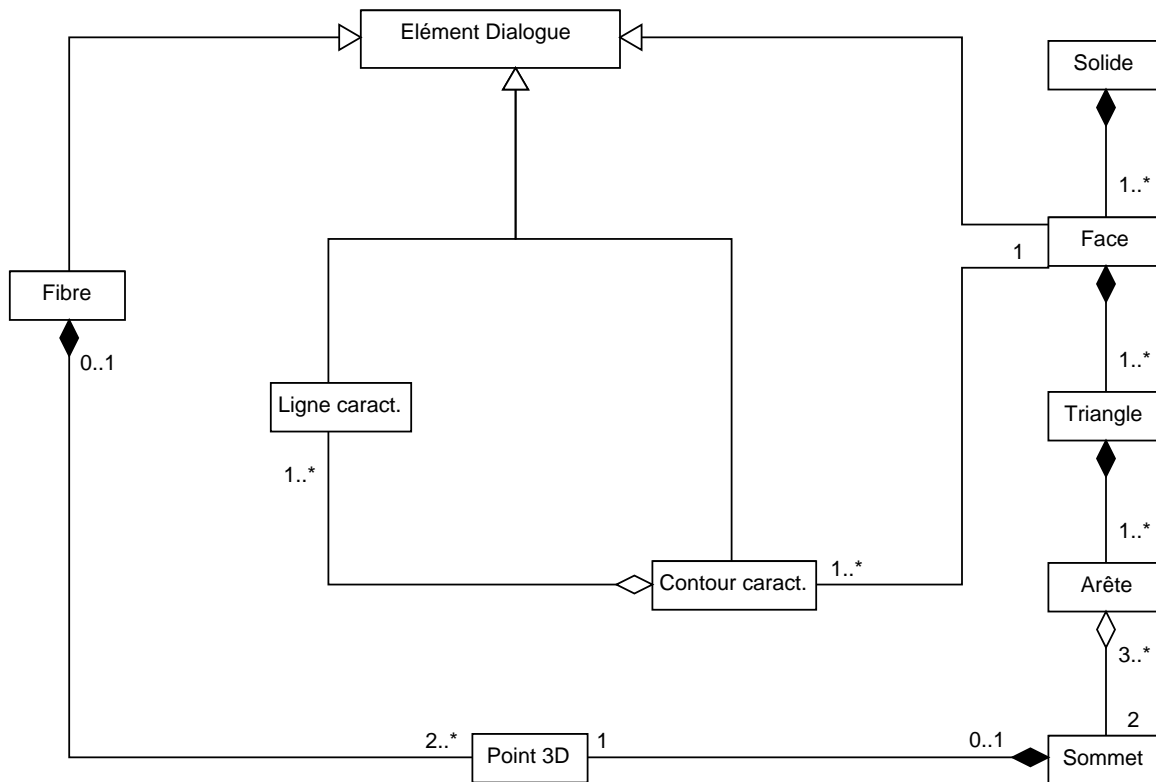 Elément Dialogue
Solide
1..*
Face
1
Fibre
0..1
1..*
Ligne caract.
Triangle
1..*
1..*
Contour caract.
1..*
Arête
3..*
2
2..*
Point 3D
1
0..1
Sommet